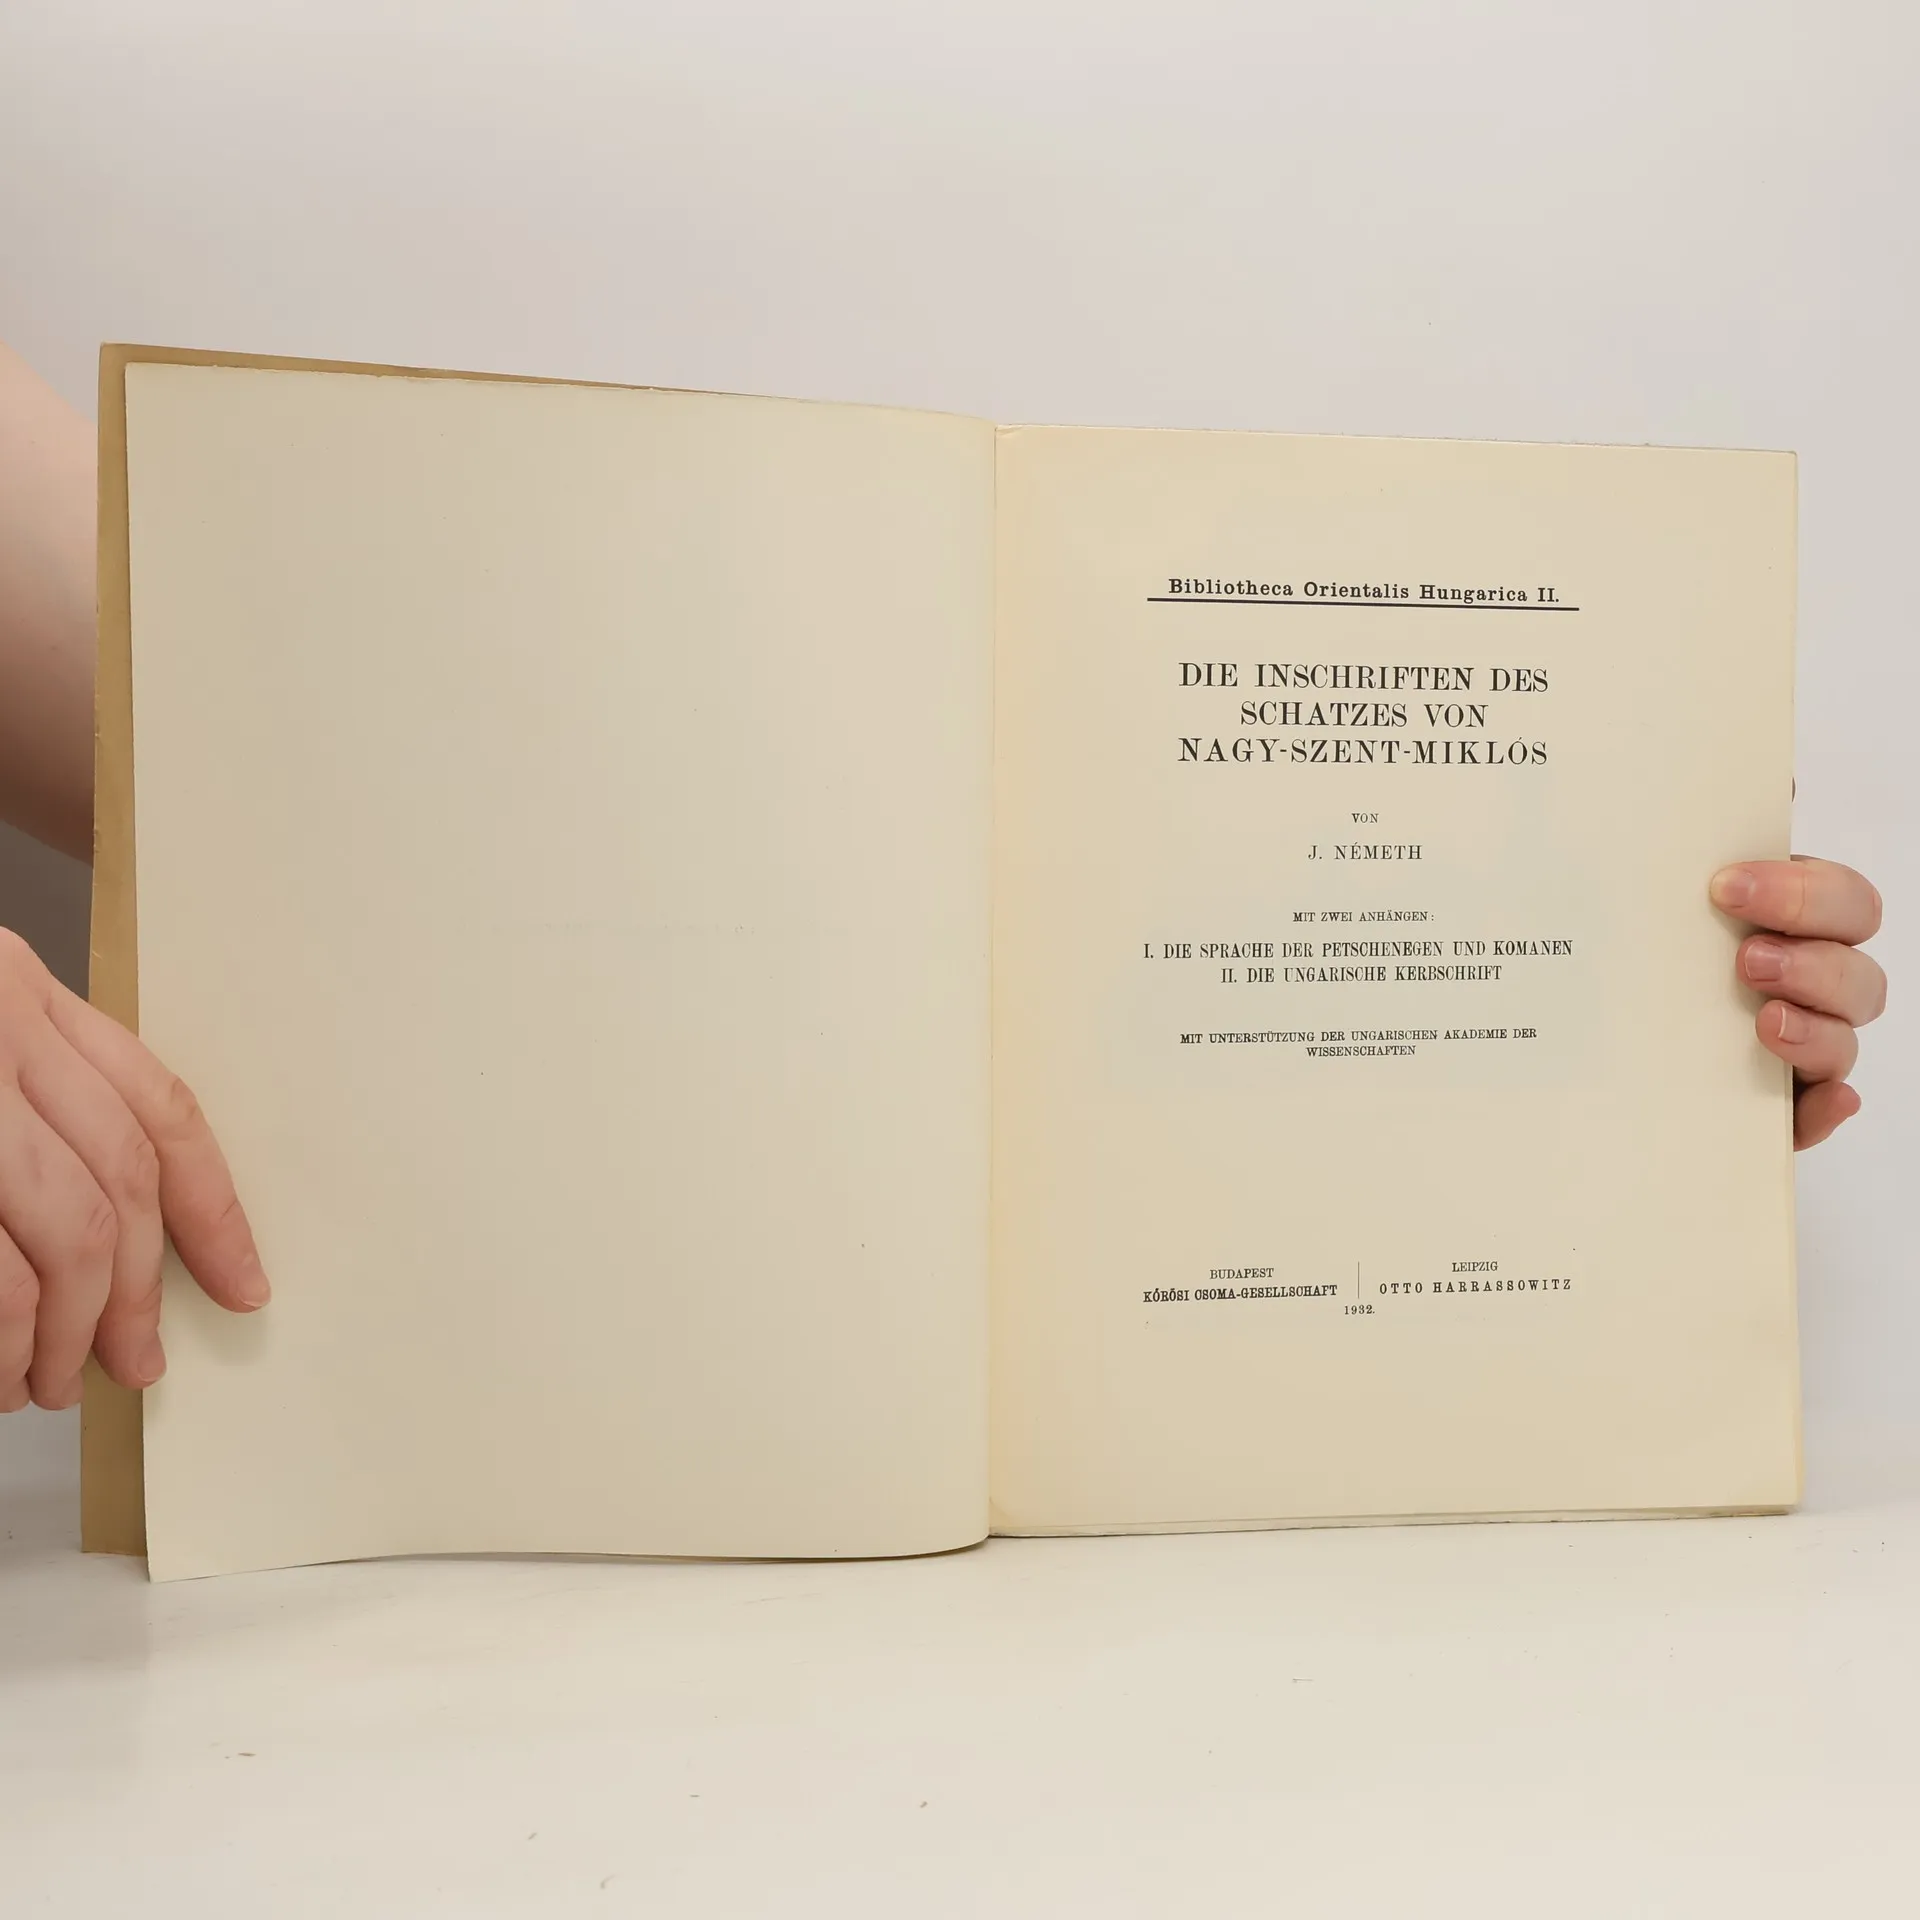 Bibliotheca Orientalis Hungarica II.
DIE INSCHRIFTEN DES
SCHATZES VON
NAGY-SZENT-MIKLÓS
VON
J. NÉMETH
MIT ZWEI ANHÄNGEN:
I. DIE SPRACHE DER PETSCHENEGEN UND KOMANEN
II. DIE UNGARISCHE KERBSCHRIFT
MIT UNTERSTÜTZUNG DER UNGARISCHEN AKADEMIE DER
WISSENSCHAFTEN
BUDAPEST
KŐRÖSI CSOMA-GESELLSCHAFT
LEIPZIG
OTTO HARRASSOWITZ
1932.